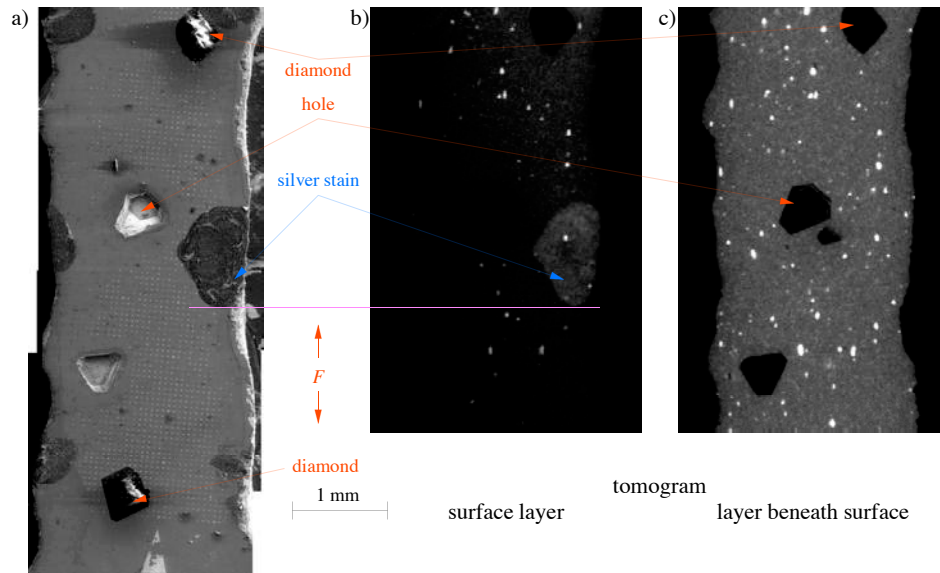 a)
b)
c)
diamond
hole
silver stain
F
diamond
1 mm
tomogram
surface layer
layer beneath surface